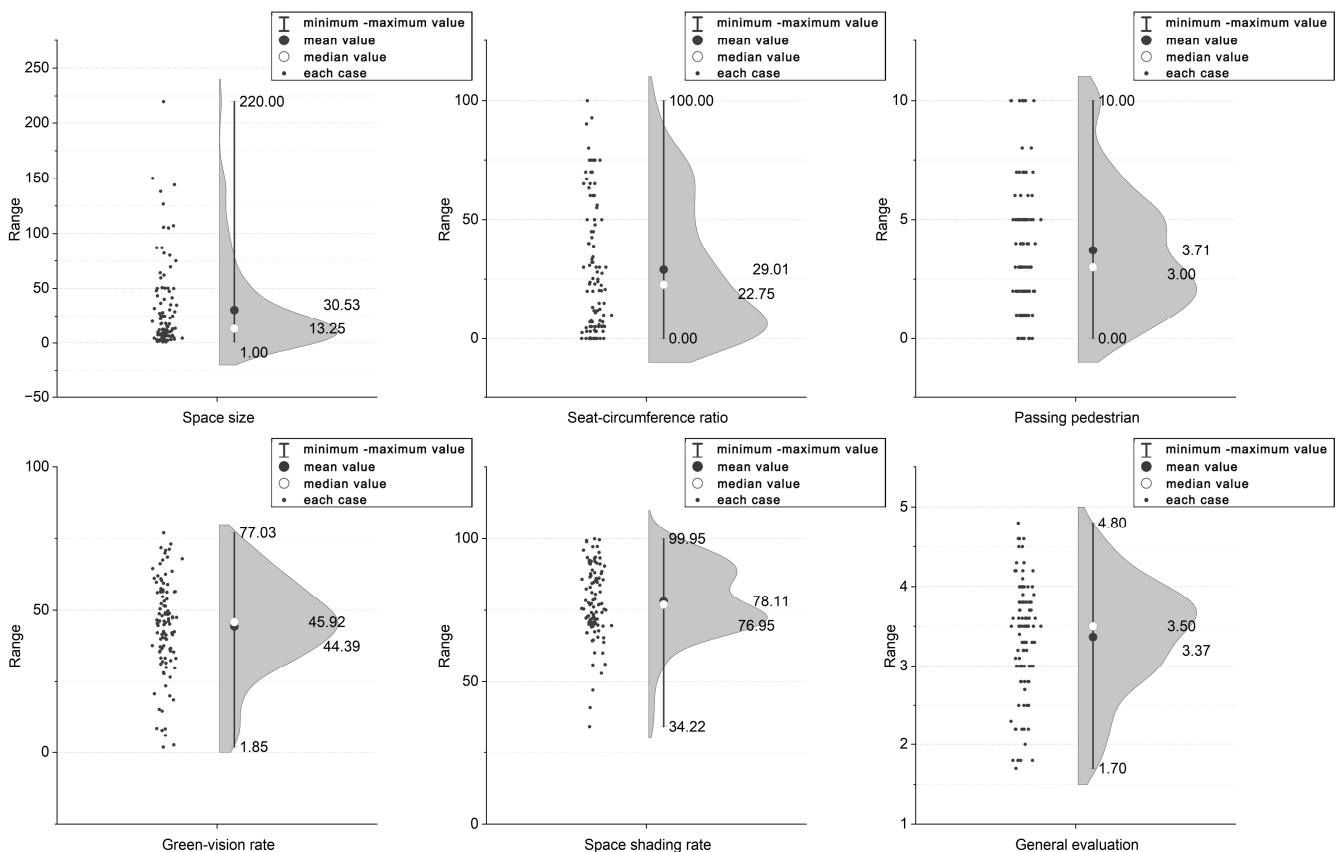 minimum -maximum value
mean value
median value
each case
250
200
150
100
50
0
−50
Range
220.00
30.53
13.25
1.00
Space size
minimum -maximum value
mean value
median value
each case
100
50
0
Range
100.00
29.01
22.75
0.00
Seat-circumference ratio
minimum -maximum value
mean value
median value
each case
10
5
0
Range
10.00
3.71
3.00
0.00
Passing pedestrian
minimum -maximum value
mean value
median value
each case
100
50
0
Range
77.03
45.92
44.39
1.85
Green-vision rate
minimum -maximum value
mean value
median value
each case
100
50
0
Range
99.95
78.11
76.95
34.22
Space shading rate
minimum -maximum value
mean value
median value
each case
5
4
3
2
1
Range
4.80
3.50
3.37
1.70
General evaluation